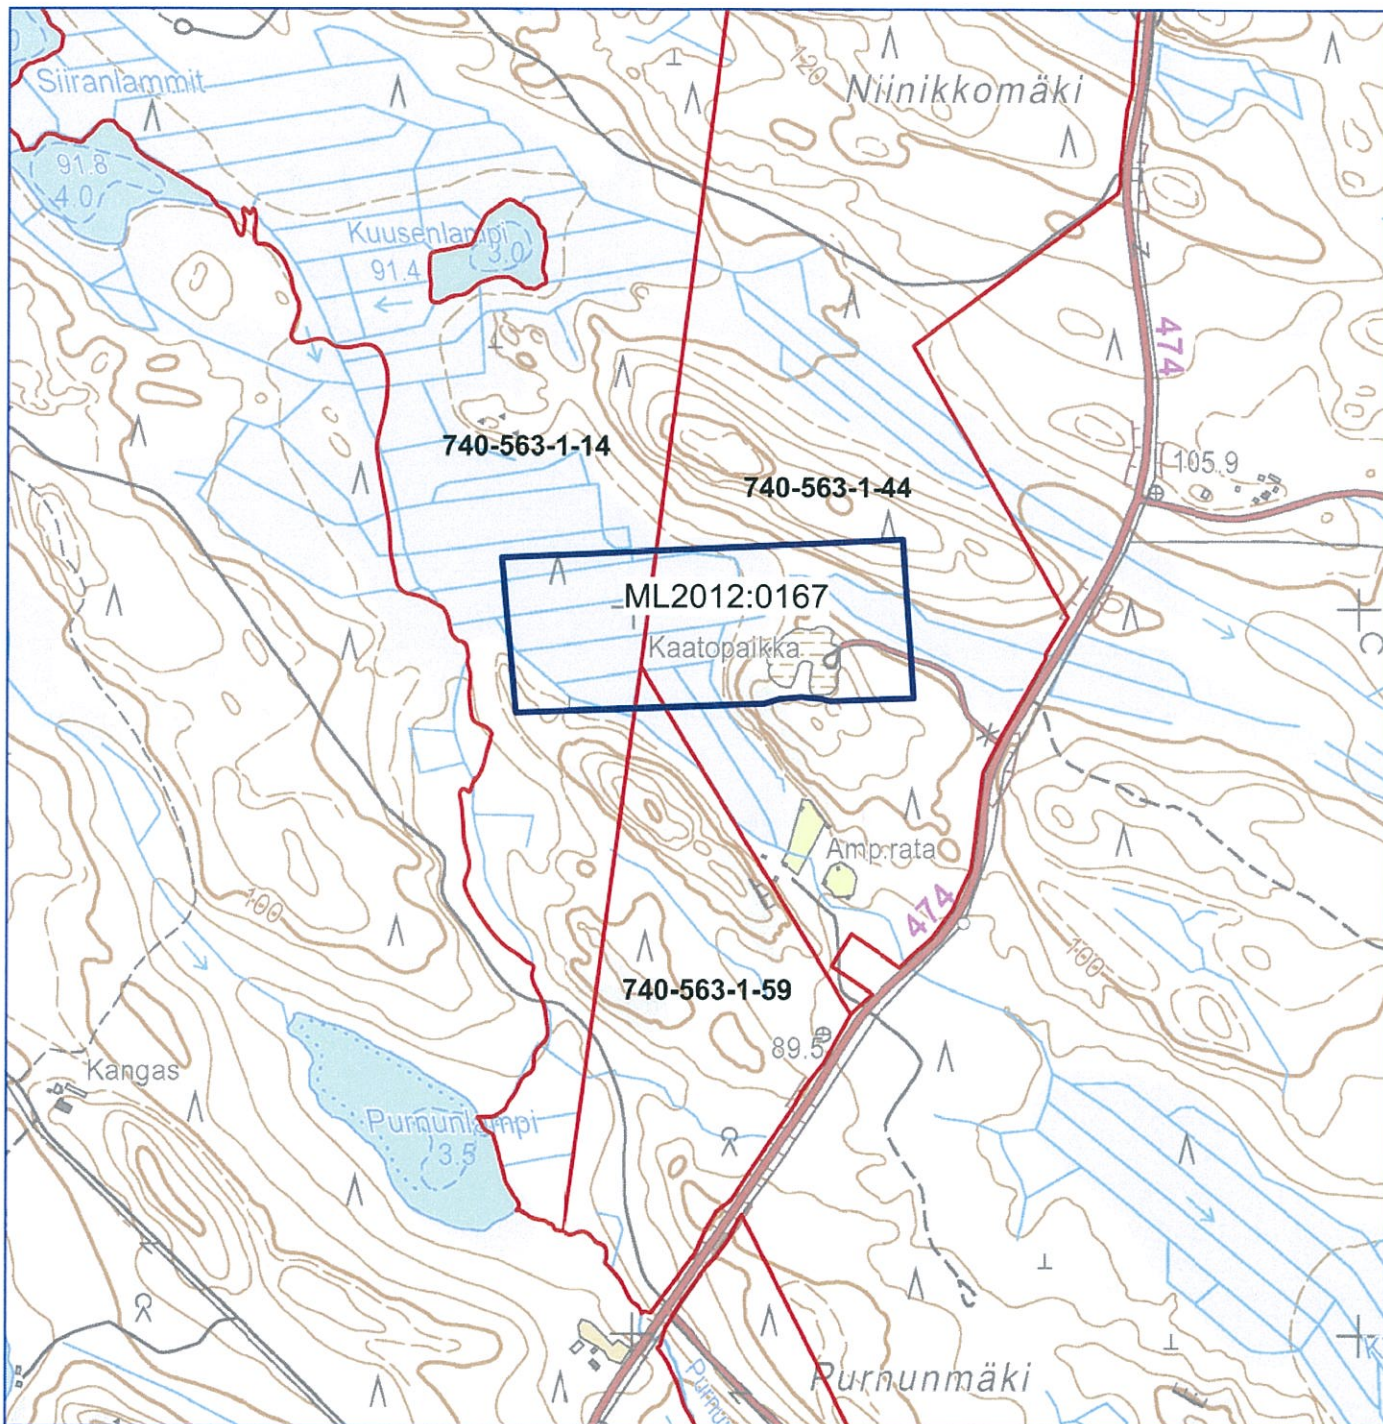 Siiranlammit
120
Niinikkomäki
91.8
4.0
Kuusenlampi
3.0
91.4
474
740-563-1-14
105.9
740-563-1-44
ML2012:0167
Kaatopaikka
Amp.rata
100
474
100
740-563-1-59
89.5
Kangas
Purnunlampi
3.5
Purnunmäki